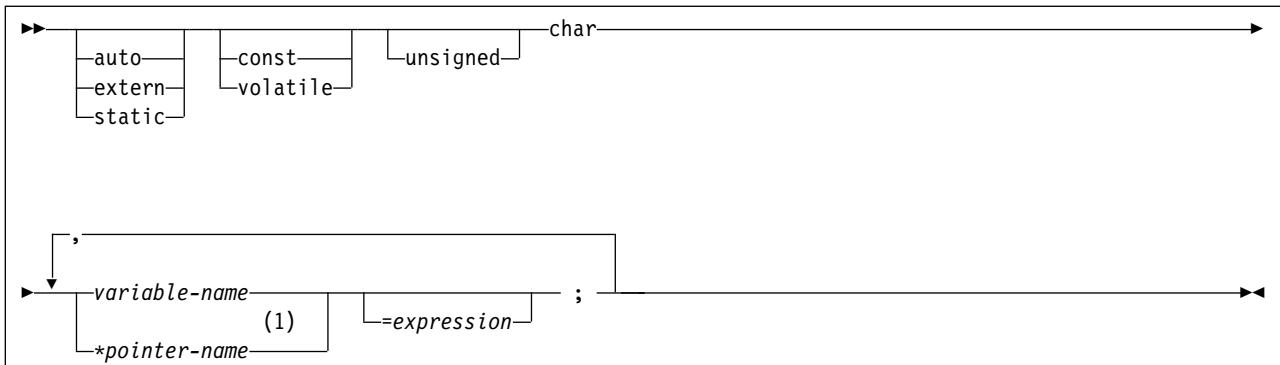 char
auto const unsigned
extern volatile
static
,
variable-name ;
(1) =expression
*pointer-name